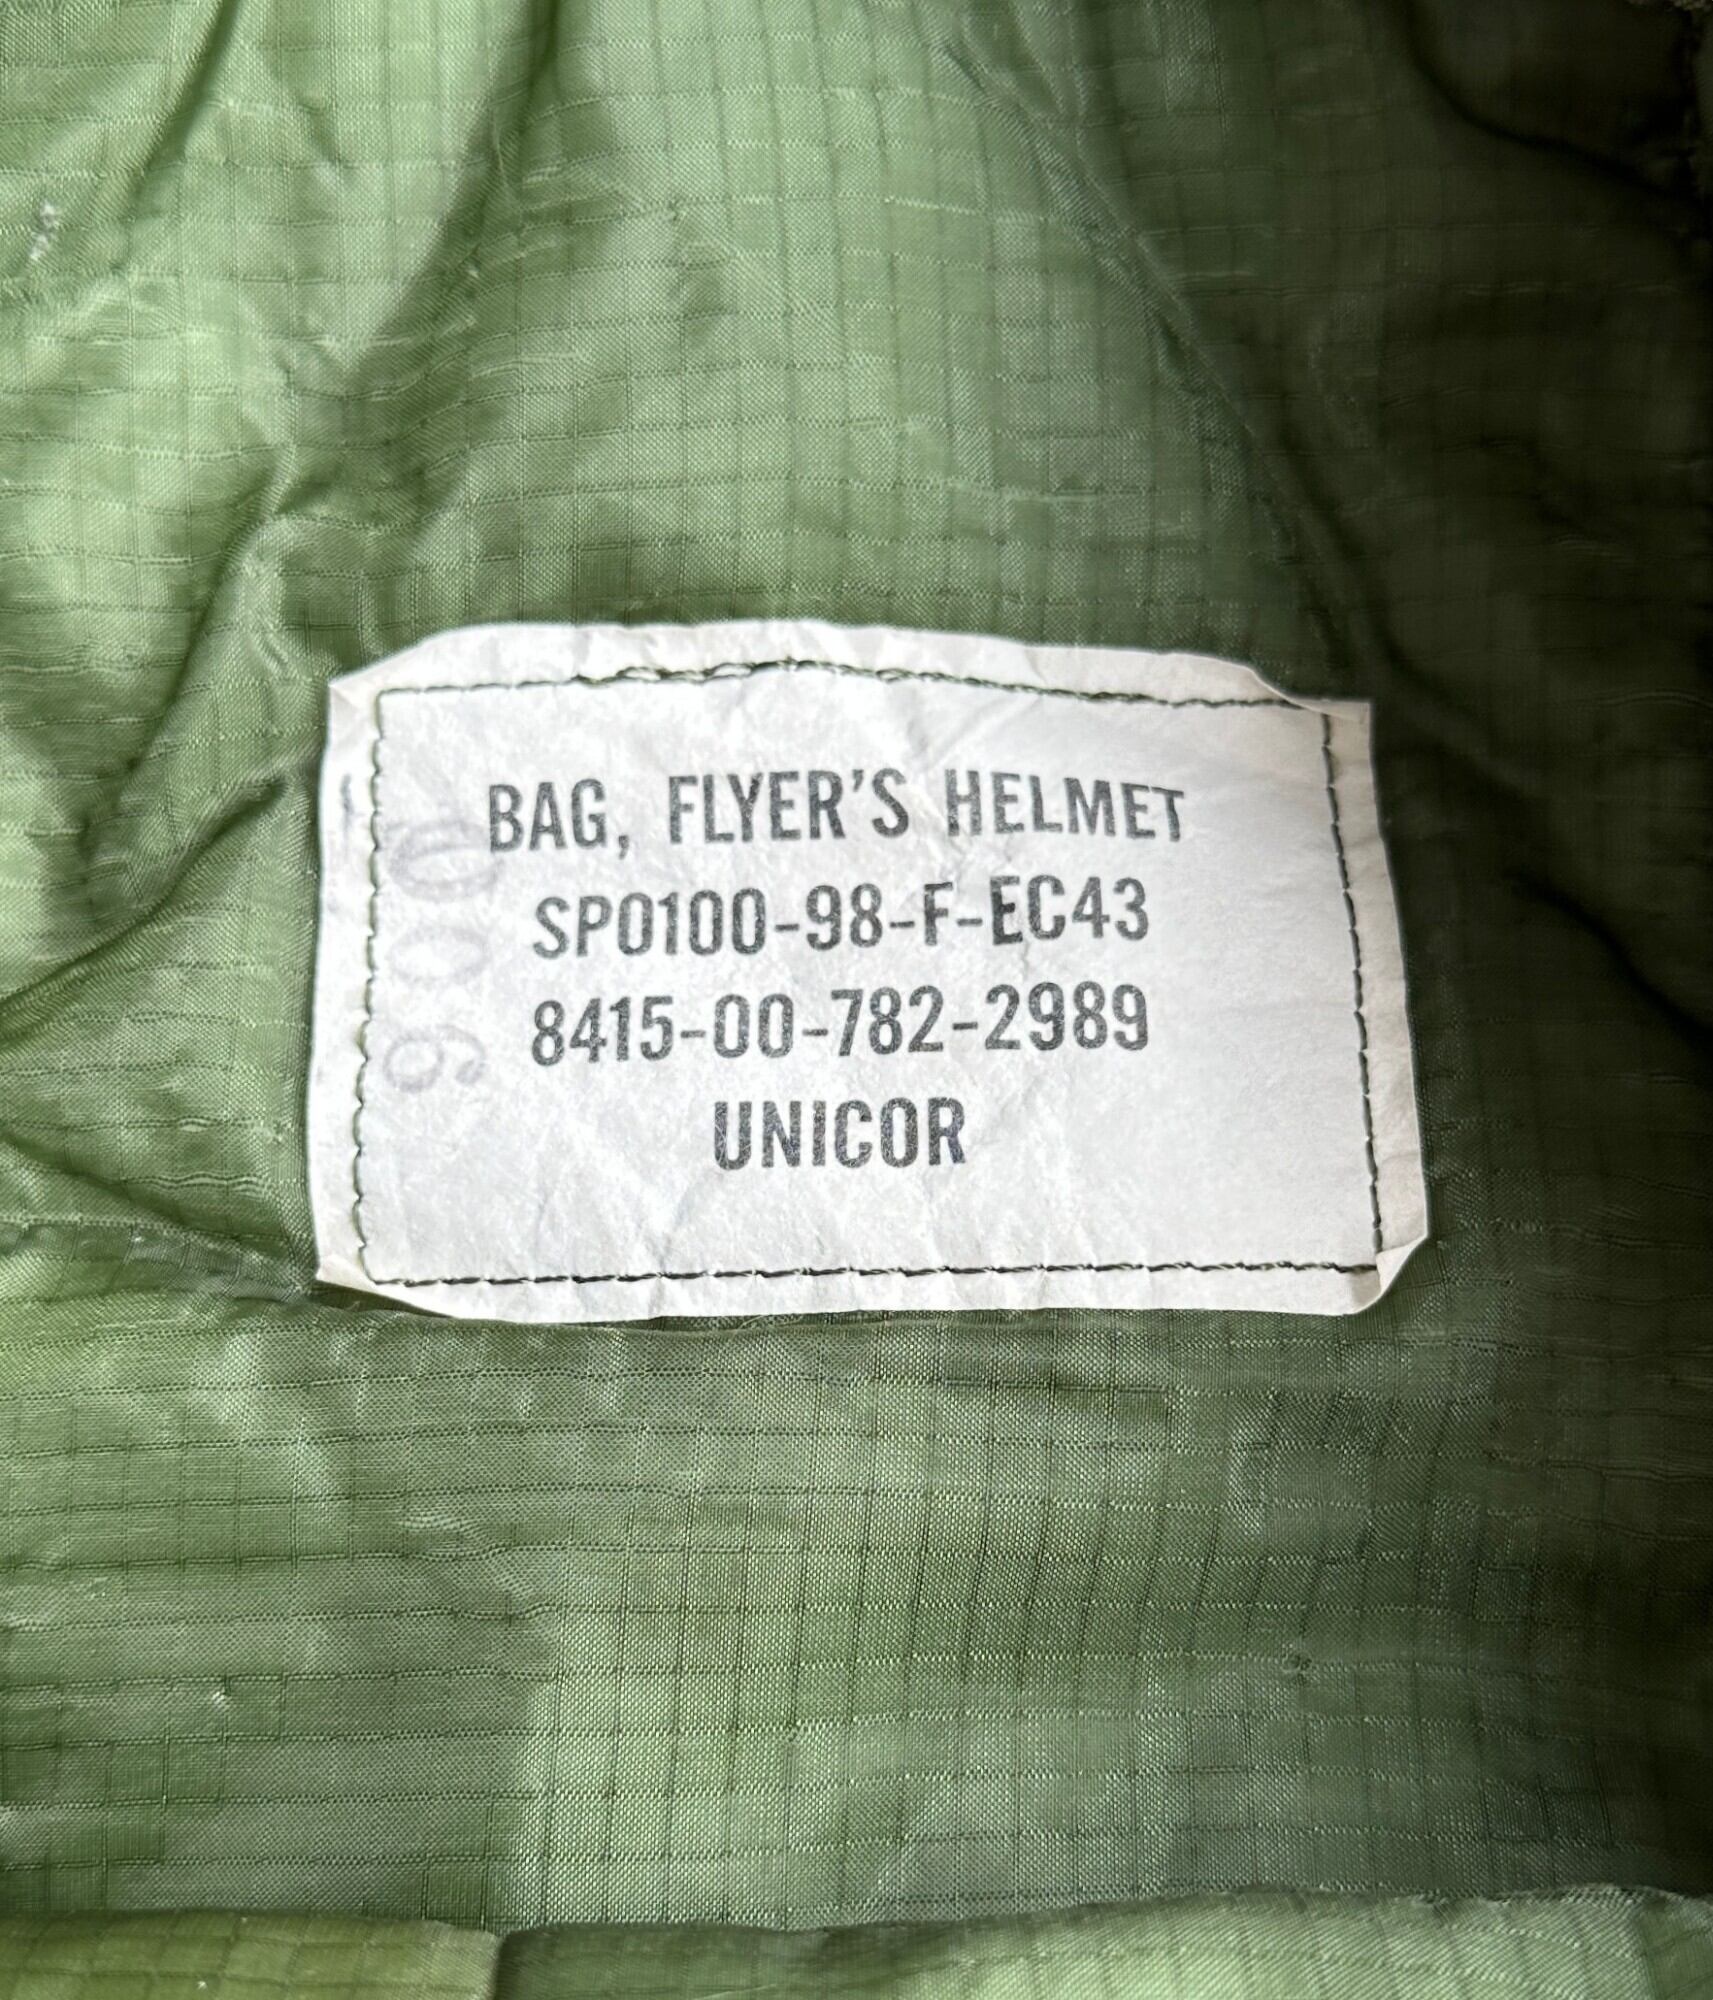 BAG, FLYER'S HELMET
SP0100-98-F-EC43
8415-00-782-2989
UNICOR